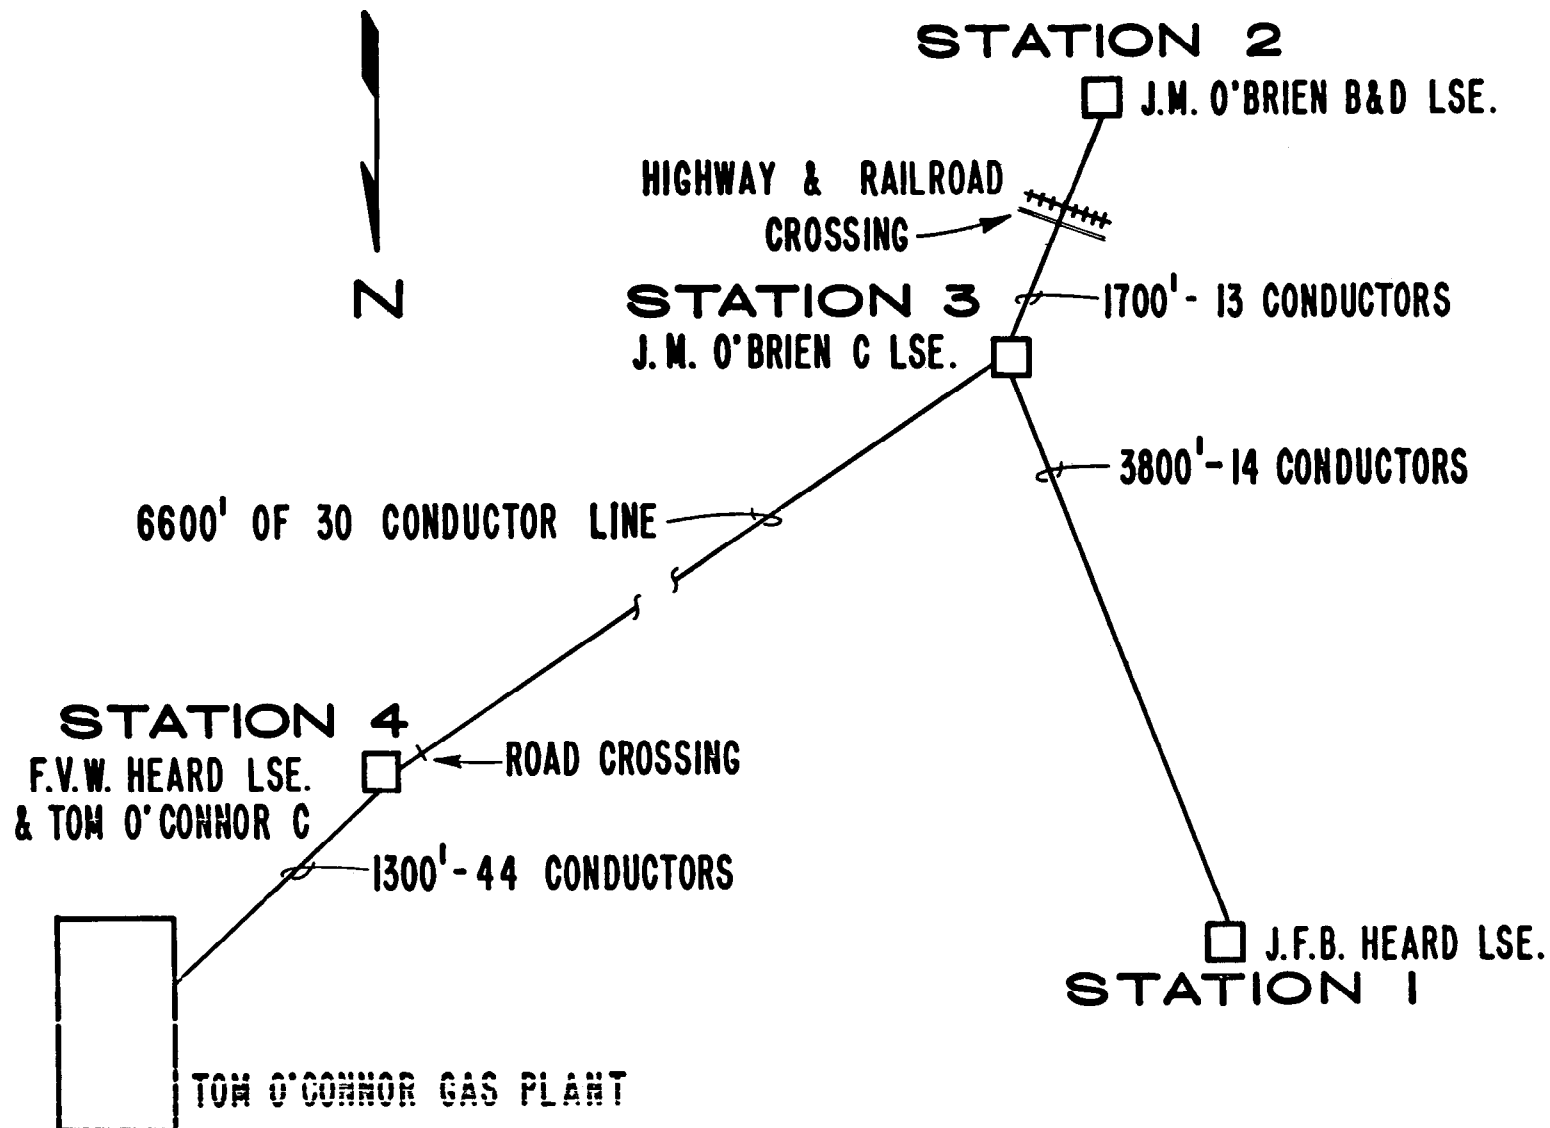 STATION 2
J.M. O'BRIEN B&D LSE.
HIGHWAY & RAILROAD
CROSSING
N
STATION 3
1700'- 13 CONDUCTORS
J.M. O'BRIEN C LSE.
3800'-14 CONDUCTORS
6600' OF 30 CONDUCTOR LINE
STATION 4
ROAD CROSSING
F.V.W. HEARD LSE.
& TOM O'CONNOR C
1300'-44 CONDUCTORS
J.F.B. HEARD LSE.
STATION 1
TOM O'CONNOR GAS PLANT